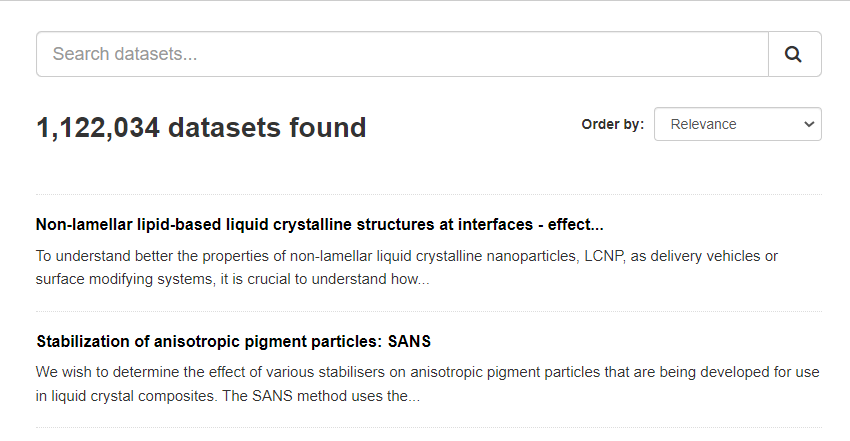 Search datasets...
1,122,034 datasets found
Order by: Relevance
Non-lamellar lipid-based liquid crystalline structures at interfaces - effect...
To understand better the properties of non-lamellar liquid crystalline nanoparticles, LCNP, as delivery vehicles or
surface modifying systems, it is crucial to understand how...
Stabilization of anisotropic pigment particles: SANS
We wish to determine the effect of various stabilisers on anisotropic pigment particles that are being developed for use
in liquid crystal composites. The SANS method uses the...